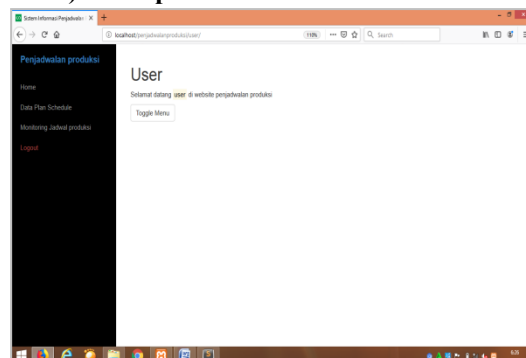 Sistem Informasi Penjadwalan
localhost/penjadwalanproduksi/user/
110%
Search
Penjadwalan produksi
Home
Data Plan Schedule
Monitoring Jadwal produksi
Logout
User
Selamat datang user di website penjadwalan produksi
Toggle Menu